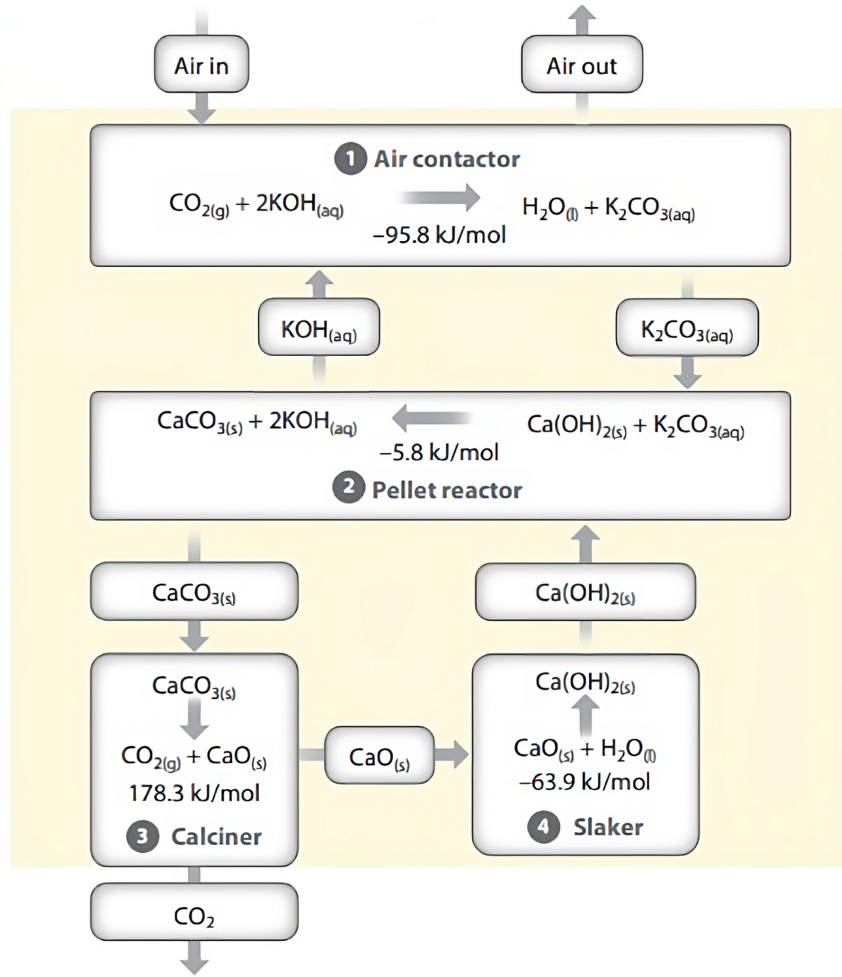 Air in
Air out
1 Air contactor
CO2(g) + 2KOH(aq)
H2O(l) + K2CO3(aq)
–95.8 kJ/mol
KOH(aq)
K2CO3(aq)
CaCO3(s) + 2KOH(aq)
Ca(OH)2(s) + K2CO3(aq)
–5.8 kJ/mol
2 Pellet reactor
CaCO3(s)
Ca(OH)2(s)
CaCO3(s)
CO2(g) + CaO(s)
178.3 kJ/mol
3 Calciner
CaO(s)
Ca(OH)2(s)
CaO(s) + H2O(l)
–63.9 kJ/mol
4 Slaker
CO2